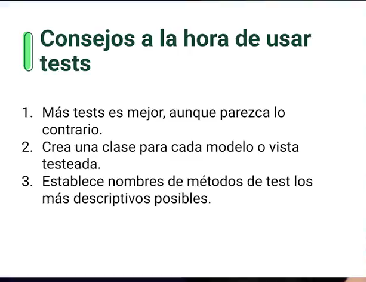 Consejos a la hora de usar
tests
1. Más tests es mejor, aunque parezca lo
contrario.
2. Crea una clase para cada modelo o vista
testeada.
3. Establece nombres de métodos de test los
más descriptivos posibles.